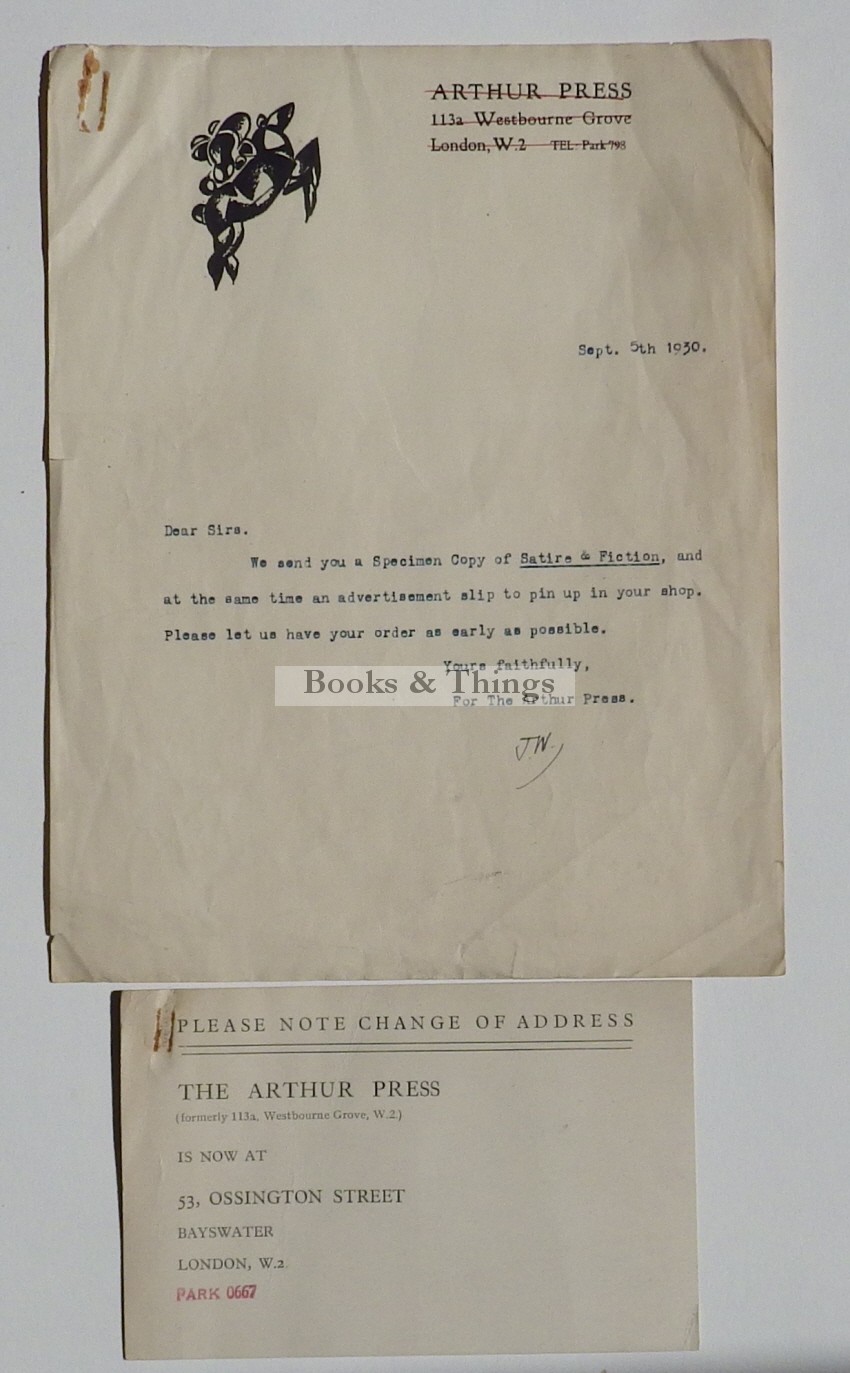 ARTHUR PRESS
113a Westbourne Grove
London, W.2 TEL: Park 798
Sept. 5th 1930.
Dear Sirs.
We send you a Specimen Copy of Satire & Fiction, and
at the same time an advertisement slip to pin up in your shop.
Please let us have your order as early as possible.
Yours faithfully,
Books & Things
For The Arthur Press.
J.W.
PLEASE NOTE CHANGE OF ADDRESS
THE ARTHUR PRESS
(formerly 113a, Westbourne Grove, W.2.)
IS NOW AT
53, OSSINGTON STREET
BAYSWATER
LONDON, W.2
PARK 0667